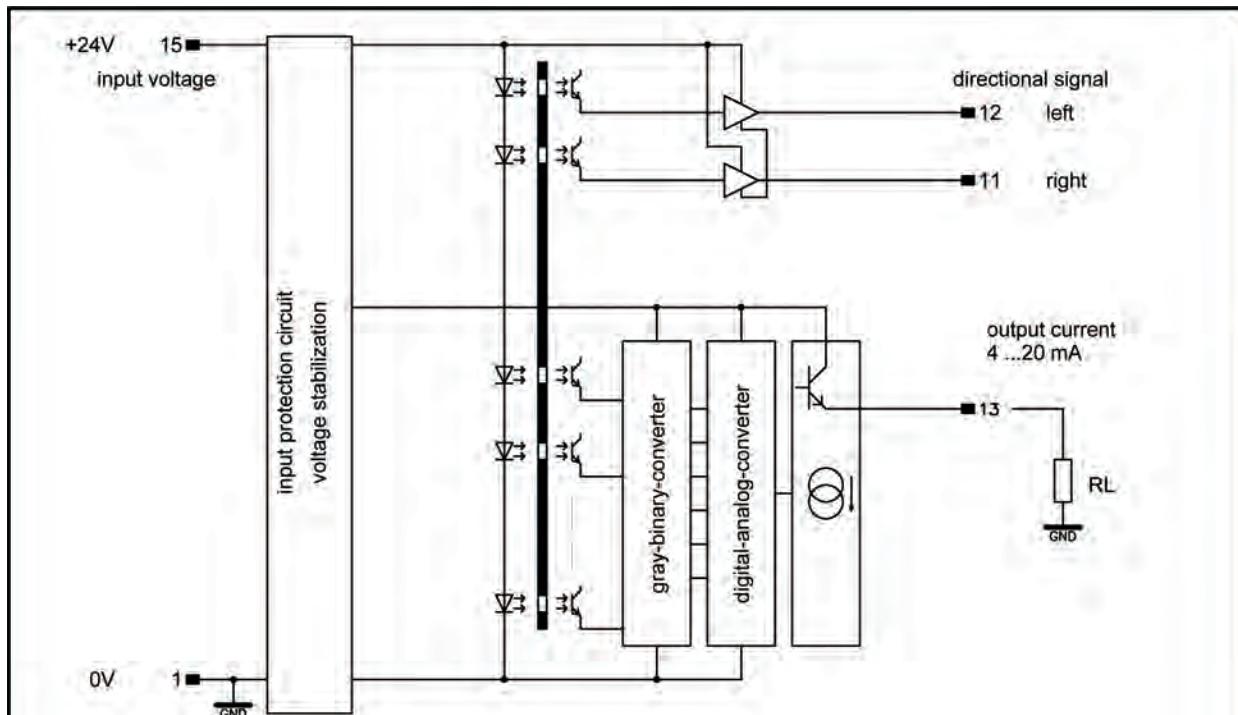 +24V 15
input voltage
directional signal
12 left
11 right
input protection circuit
voltage stabilization
output current
4 ...20 mA
13
gray-binary-converter
digital-analog-converter
RL
GND
0V 1
GND